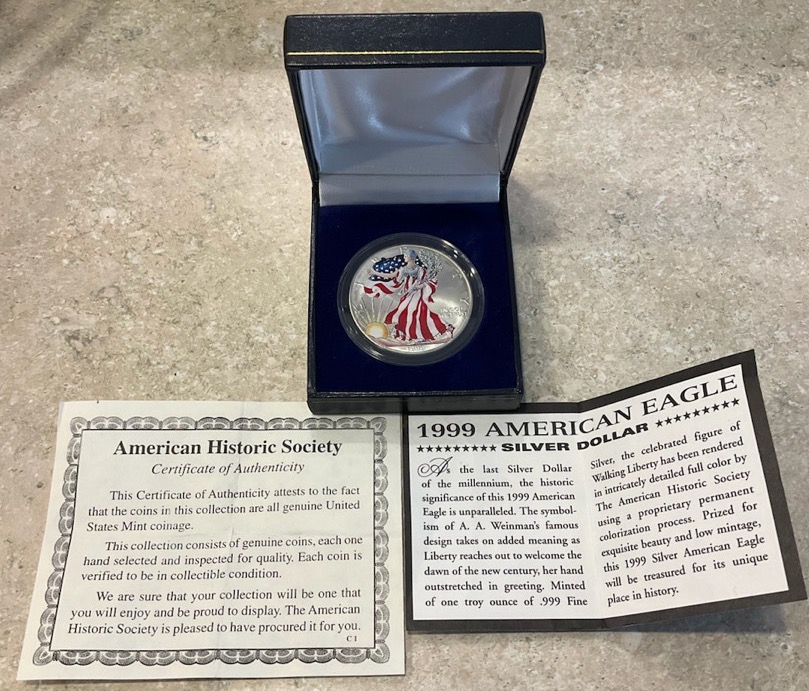 American Historic Society
Certificate of Authenticity
This Certificate of Authenticity attests to the fact
that the coins in this collection are all genuine United
States Mint coinage.
This collection consists of genuine coins, each one
hand selected and inspected for quality. Each coin is
verified to be in collectible condition.
We are sure that your collection will be one that
you will enjoy and be proud to display. The American
Historic Society is pleased to have procured it for you.
C 1
1999 AMERICAN EAGLE
★★★★★★★★★ SILVER DOLLAR ★★★★★★★★★
As the last Silver Dollar
of the millennium, the historic
significance of this 1999 American
Eagle is unparalleled. The symbol-
ism of A. A. Weinman's famous
design takes on added meaning as
Liberty reaches out to welcome the
dawn of the new century, her hand
outstretched in greeting. Minted
of one troy ounce of .999 Fine
Silver, the celebrated figure of
Walking Liberty has been rendered
in intricately detailed full color by
The American Historic Society
using a proprietary permanent
colorization process. Prized for
exquisite beauty and low mintage,
this 1999 Silver American Eagle
will be treasured for its unique
place in history.